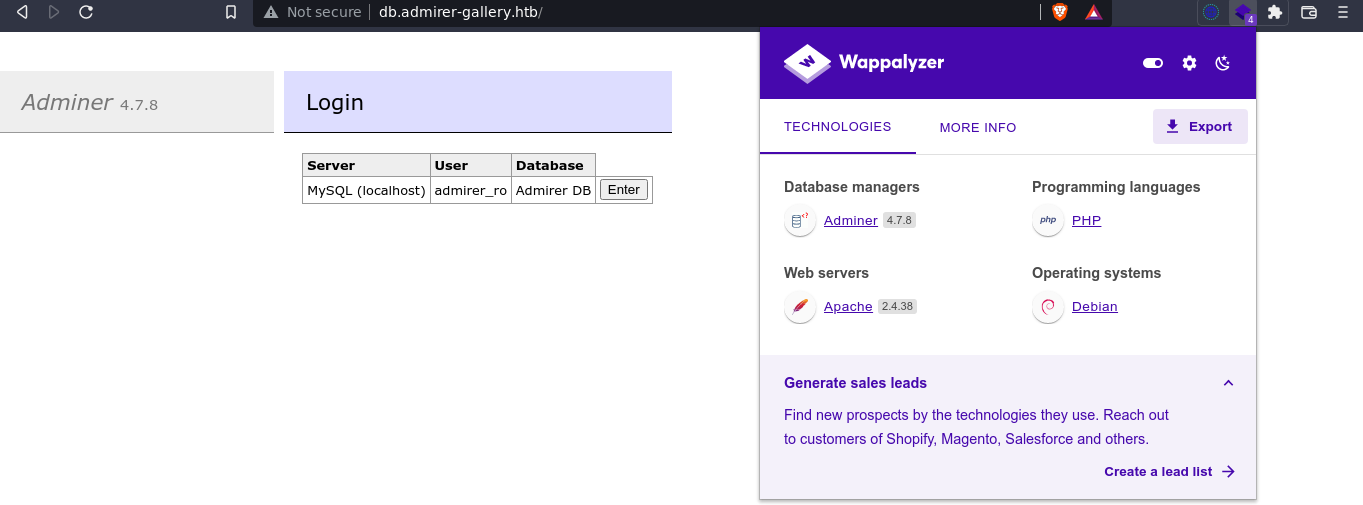 Not secure db.admirer-gallery.htb/
4
Adminer 4.7.8
Login
Server User Database
MySQL (localhost) admirer_ro Admirer DB Enter
W Wappalyzer
TECHNOLOGIES MORE INFO Export
Database managers Programming languages
Adminer 4.7.8 php PHP
Web servers Operating systems
Apache 2.4.38 Debian
Generate sales leads
Find new prospects by the technologies they use. Reach out
to customers of Shopify, Magento, Salesforce and others.
Create a lead list